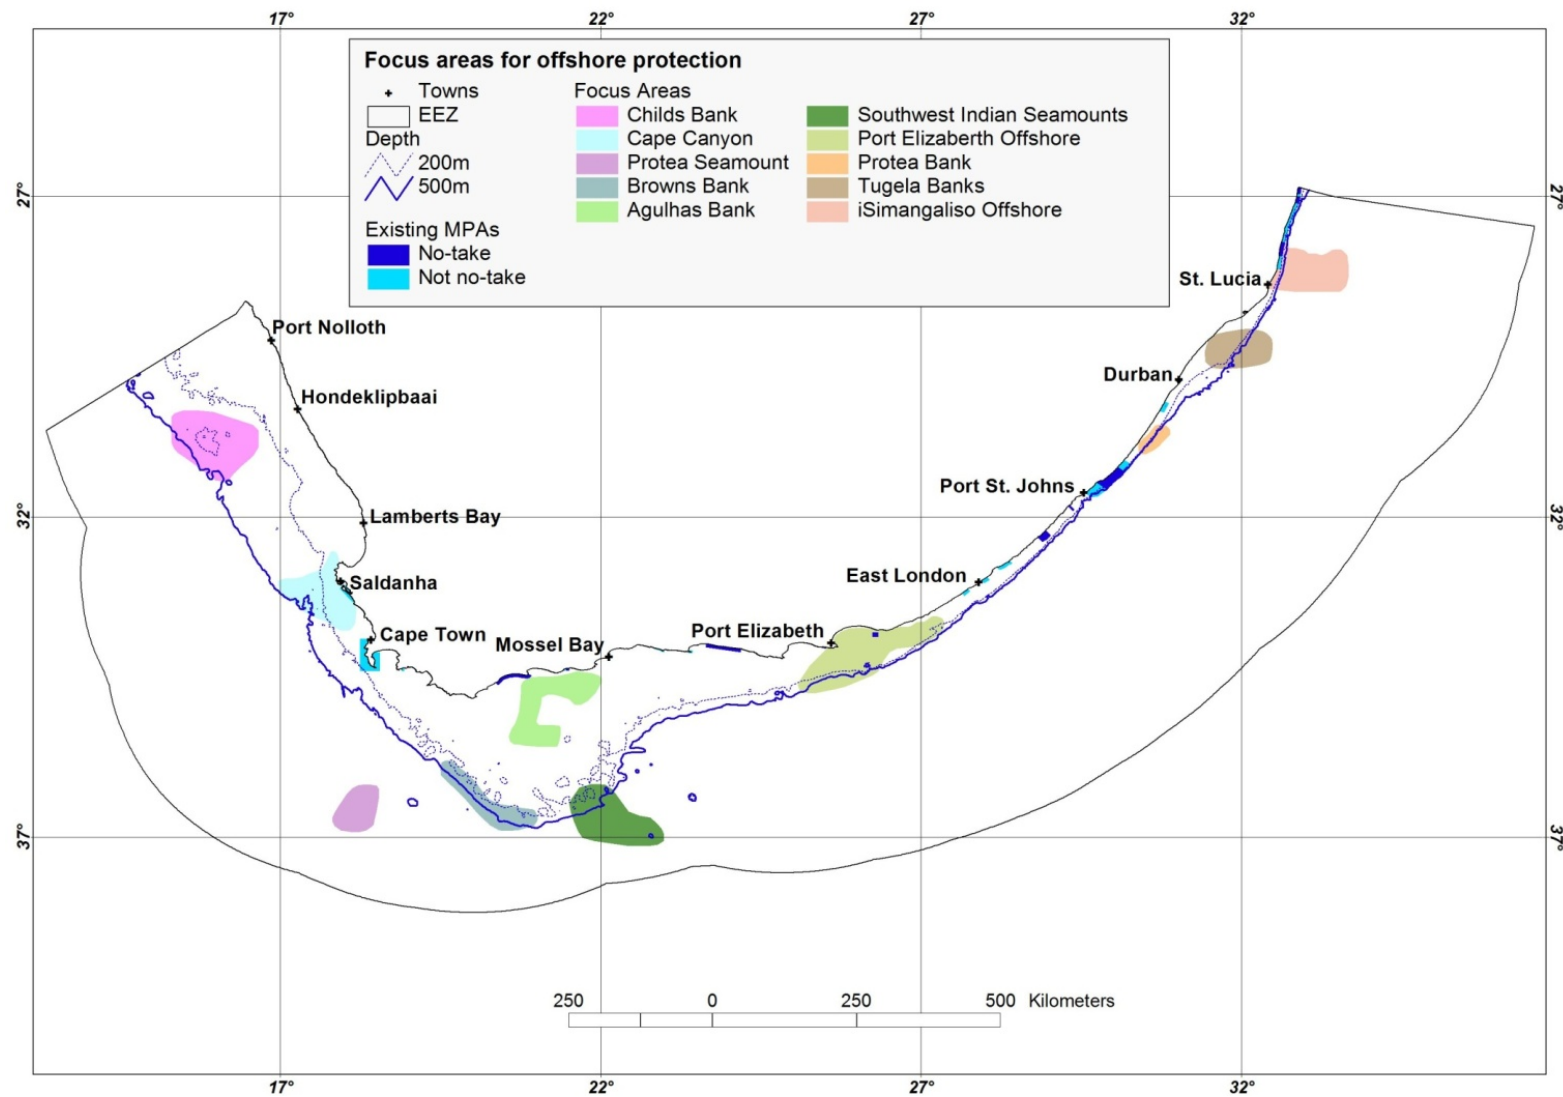 17° 22° 27° 32°
Focus areas for offshore protection
Towns
EEZ
Depth
200m
500m
Existing MPAs
No-take
Not no-take
Focus Areas
Childs Bank
Cape Canyon
Protea Seamount
Browns Bank
Agulhas Bank
Southwest Indian Seamounts
Port Elizaberth Offshore
Protea Bank
Tugela Banks
iSimangaliso Offshore
27° 27°
St. Lucia
Port Nolloth
Durban
Hondeklipbaai
Port St. Johns
Lamberts Bay
32° 32°
East London
Saldanha
Cape Town
Mossel Bay
Port Elizabeth
37° 37°
250 0 250 500 Kilometers
17° 22° 27° 32°